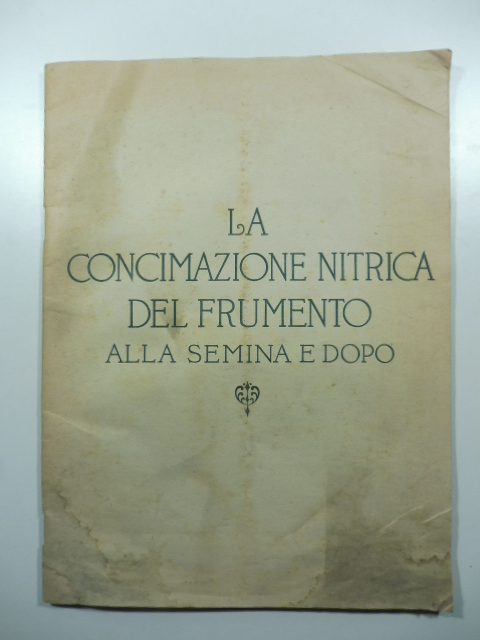 LA
CONCIMAZIONE NITRICA
DEL FRUMENTO
ALLA SEMINA E DOPO